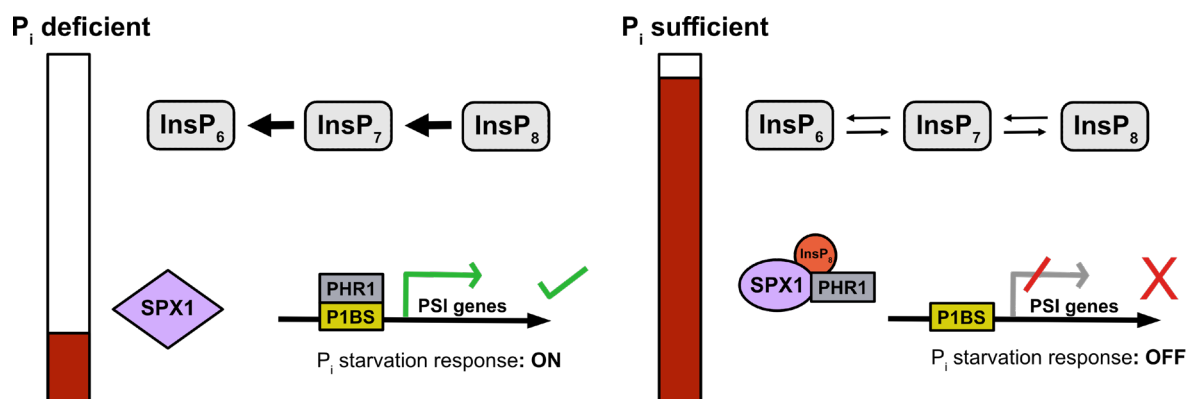 Pi deficient
InsP6
InsP7
InsP8
SPX1
PHR1
P1BS
PSI genes
Pi starvation response: ON
Pi sufficient
InsP6
InsP7
InsP8
InsP8
SPX1
PHR1
P1BS
PSI genes
Pi starvation response: OFF